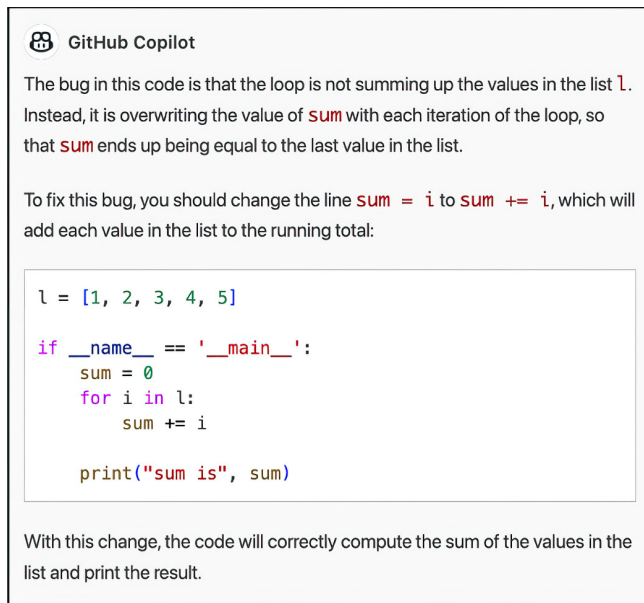 GitHub Copilot
The bug in this code is that the loop is not summing up the values in the list l.
Instead, it is overwriting the value of sum with each iteration of the loop, so
that sum ends up being equal to the last value in the list.
To fix this bug, you should change the line sum = i to sum += i, which will
add each value in the list to the running total:
l = [1, 2, 3, 4, 5]
if __name__ == '__main__':
    sum = 0
    for i in l:
        sum += i
    print("sum is", sum)
With this change, the code will correctly compute the sum of the values in the
list and print the result.